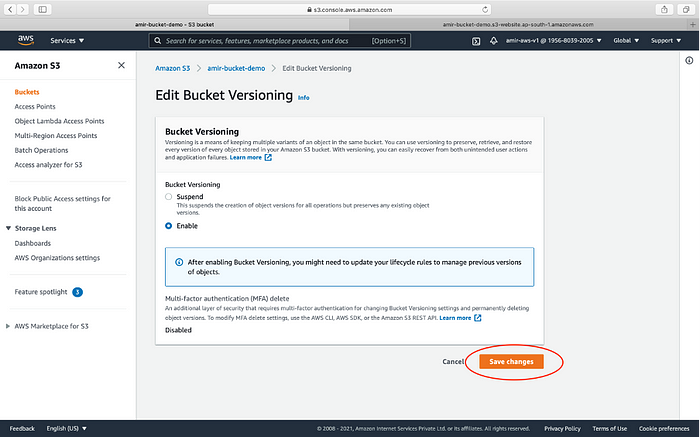 s3.console.aws.amazon.com
amir-bucket-demo - S3 bucket
amir-bucket-demo.s3-website.ap-south-1.amazonaws.com
aws
Services
Search for services, features, marketplace products, and docs
[Option+S]
amir-aws-v1 @ 1956-8039-2005
Global
Support
Amazon S3
Buckets
Access Points
Object Lambda Access Points
Multi-Region Access Points
Batch Operations
Access analyzer for S3
Block Public Access settings for
this account
Storage Lens
Dashboards
AWS Organizations settings
Feature spotlight 3
AWS Marketplace for S3
Amazon S3 > amir-bucket-demo > Edit Bucket Versioning
Edit Bucket Versioning Info
Bucket Versioning
Versioning is a means of keeping multiple variants of an object in the same bucket. You can use versioning to preserve, retrieve, and restore
every version of every object stored in your Amazon S3 bucket. With versioning, you can easily recover from both unintended user actions
and application failures. Learn more
Bucket Versioning
Suspend
This suspends the creation of object versions for all operations but preserves any existing object
versions.
Enable
After enabling Bucket Versioning, you might need to update your lifecycle rules to manage previous versions
of objects.
Multi-factor authentication (MFA) delete
An additional layer of security that requires multi-factor authentication for changing Bucket Versioning settings and permanently deleting
object versions. To modify MFA delete settings, use the AWS CLI, AWS SDK, or the Amazon S3 REST API. Learn more
Disabled
Cancel
Save changes
Feedback
English (US)
© 2008 - 2021, Amazon Internet Services Private Ltd. or its affiliates. All rights reserved.
Privacy Policy
Terms of Use
Cookie preferences